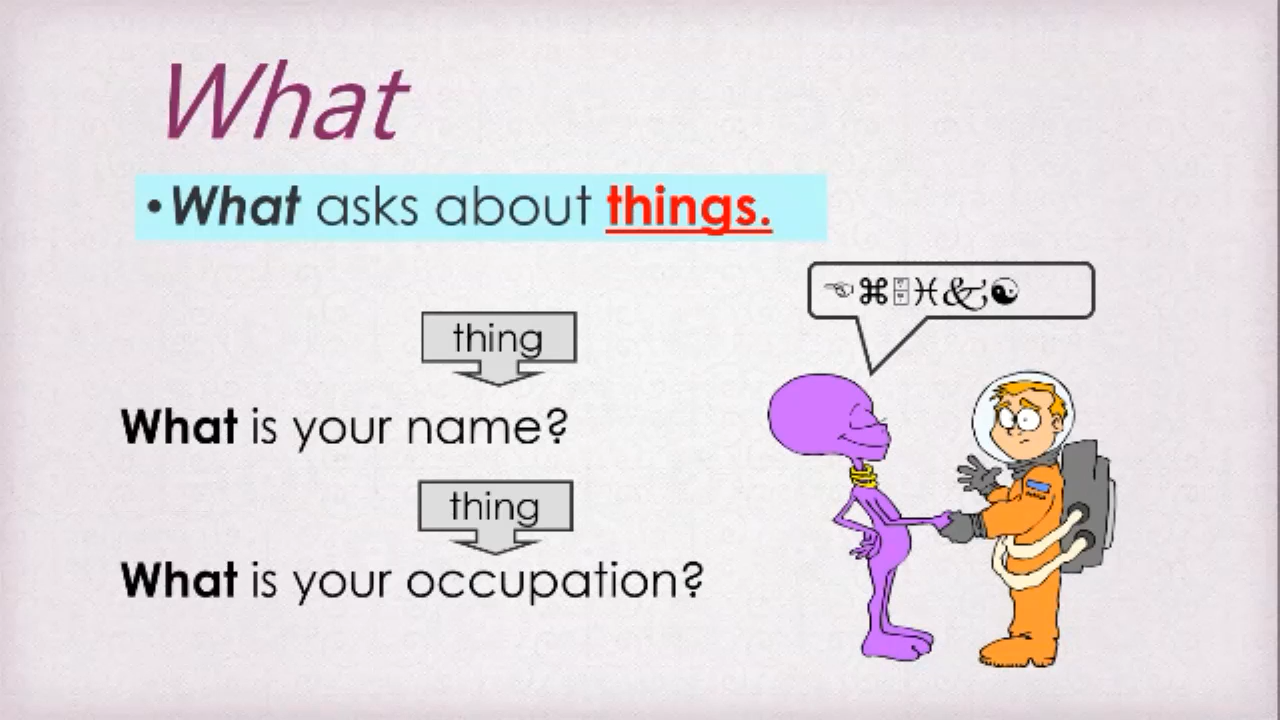 What
•What asks about things.
☜⌘⍰♓🙰☯
thing
What is your name?
thing
What is your occupation?